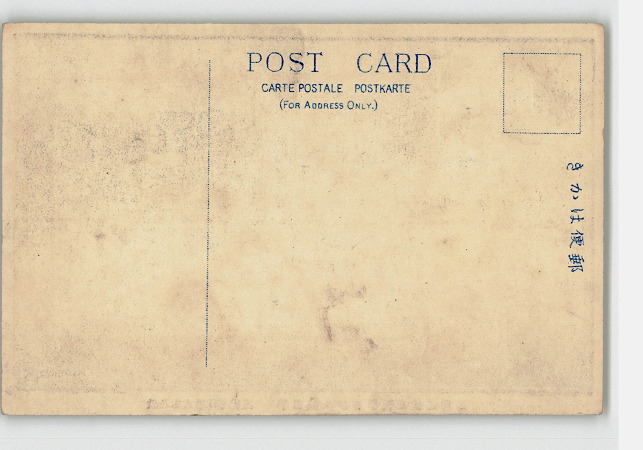 POST CARD
CARTE POSTALE POSTKARTE
(FOR ADDRESS ONLY.)
きかは便郵